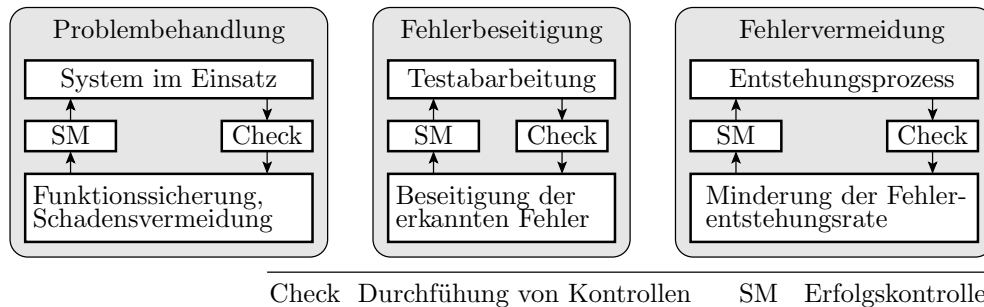 Problembehandlung
System im Einsatz
SM Check
Funktionssicherung,
Schadensvermeidung
Fehlerbeseitigung
Testabarbeitung
SM Check
Beseitigung der
erkannten Fehler
Fehlervermeidung
Entstehungsprozess
SM Check
Minderung der Fehler-
entstehungsrate
Check Durchfühung von Kontrollen SM Erfolgskontrolle